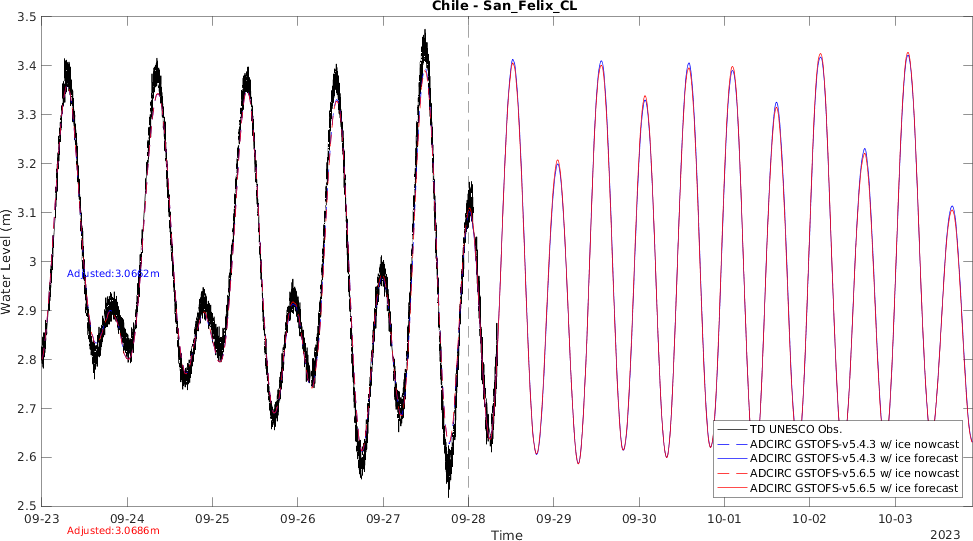 Chile - San_Felix_CL
Water Level (m)
3.5
3.4
3.3
3.2
3.1
3
2.9
2.8
2.7
2.6
2.5
Adjusted:3.0662m
TD UNESCO Obs.
ADCIRC GSTOFS-v5.4.3 w/ ice nowcast
ADCIRC GSTOFS-v5.4.3 w/ ice forecast
ADCIRC GSTOFS-v5.6.5 w/ ice nowcast
ADCIRC GSTOFS-v5.6.5 w/ ice forecast
09-23 09-24 09-25 09-26 09-27 09-28 09-29 09-30 10-01 10-02 10-03
Adjusted:3.0686m
Time
2023